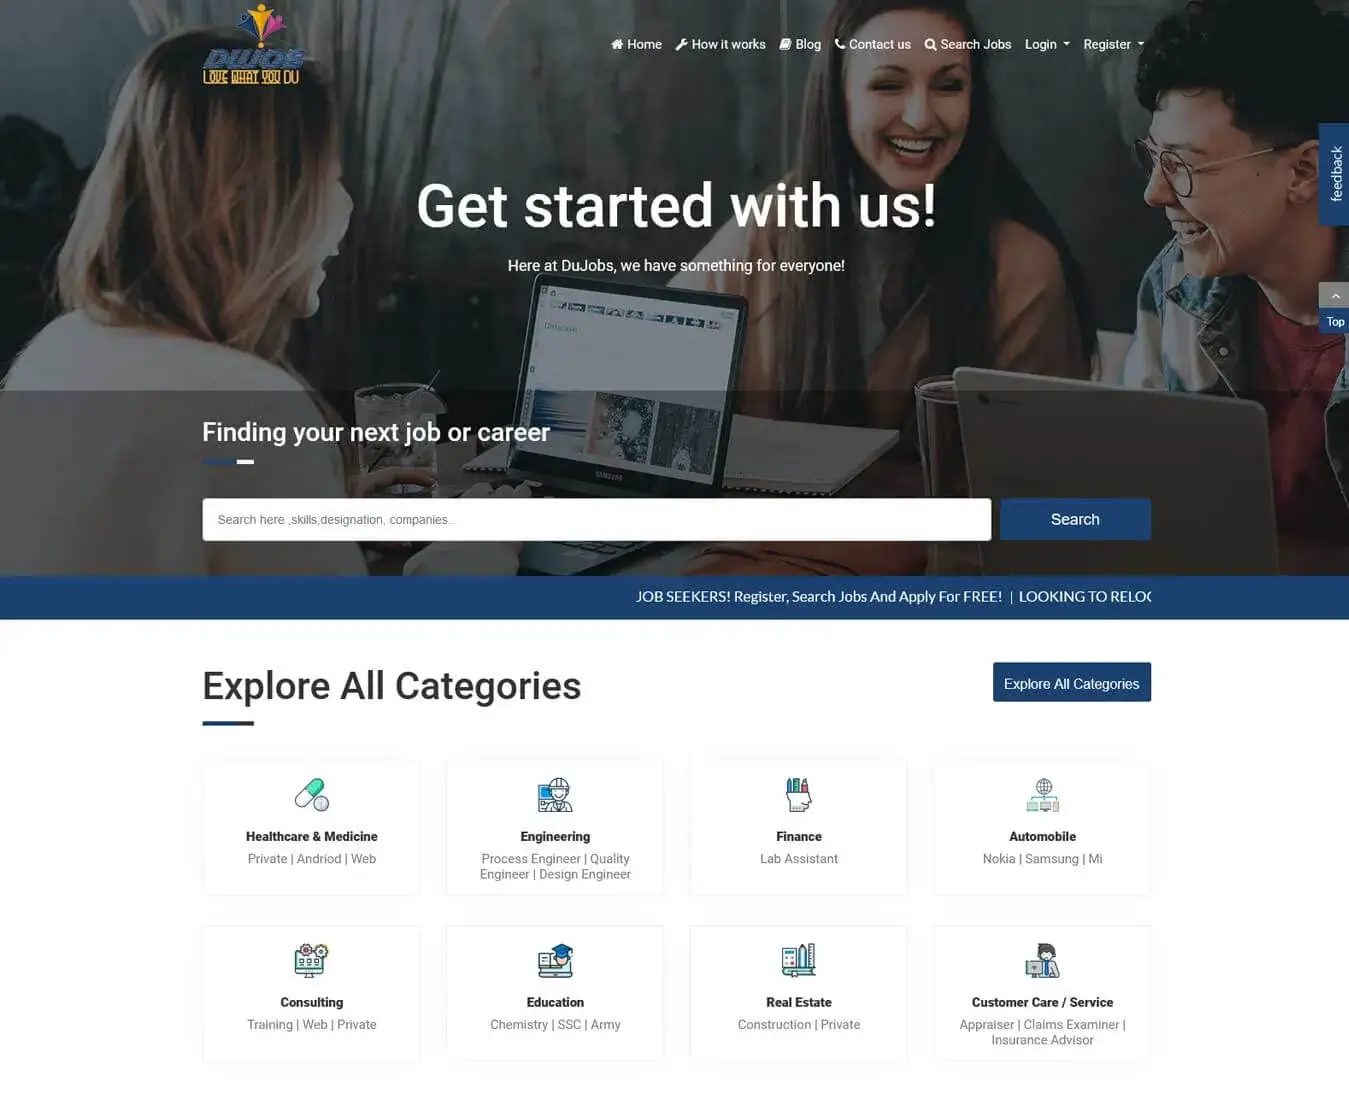 DUJOBS
LOVE WHAT YOU DU
Home How it works Blog Contact us Search Jobs Login Register
feedback
Get started with us!
Here at DuJobs, we have something for everyone!
Unsplash
Top
Finding your next job or career
SAMSUNG
Search here ,skills,designation, companies..
Search
JOB SEEKERS! Register, Search Jobs And Apply For FREE! | LOOKING TO RELOC
Explore All Categories
Explore All Categories
Healthcare & Medicine
Private | Andriod | Web
Engineering
Process Engineer | Quality
Engineer | Design Engineer
Finance
Lab Assistant
Automobile
Nokia | Samsung | Mi
Consulting
Training | Web | Private
Education
Chemistry | SSC | Army
Real Estate
Construction | Private
Customer Care / Service
Appraiser | Claims Examiner |
Insurance Advisor